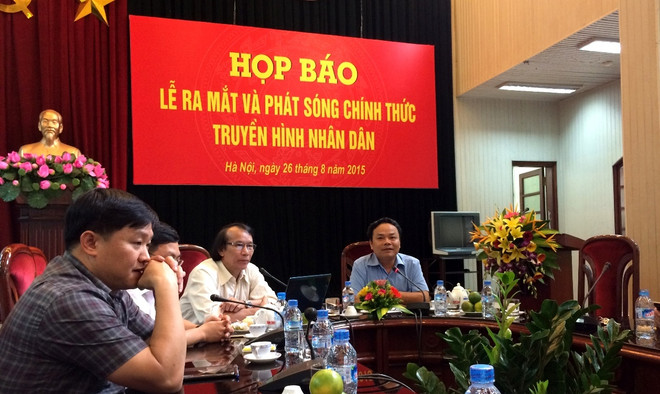 HỌP BÁO
LỄ RA MẮT VÀ PHÁT SÓNG CHÍNH THỨC
TRUYỀN HÌNH NHÂN DÂN
Hà Nội, ngày 26 tháng 8 năm 2015